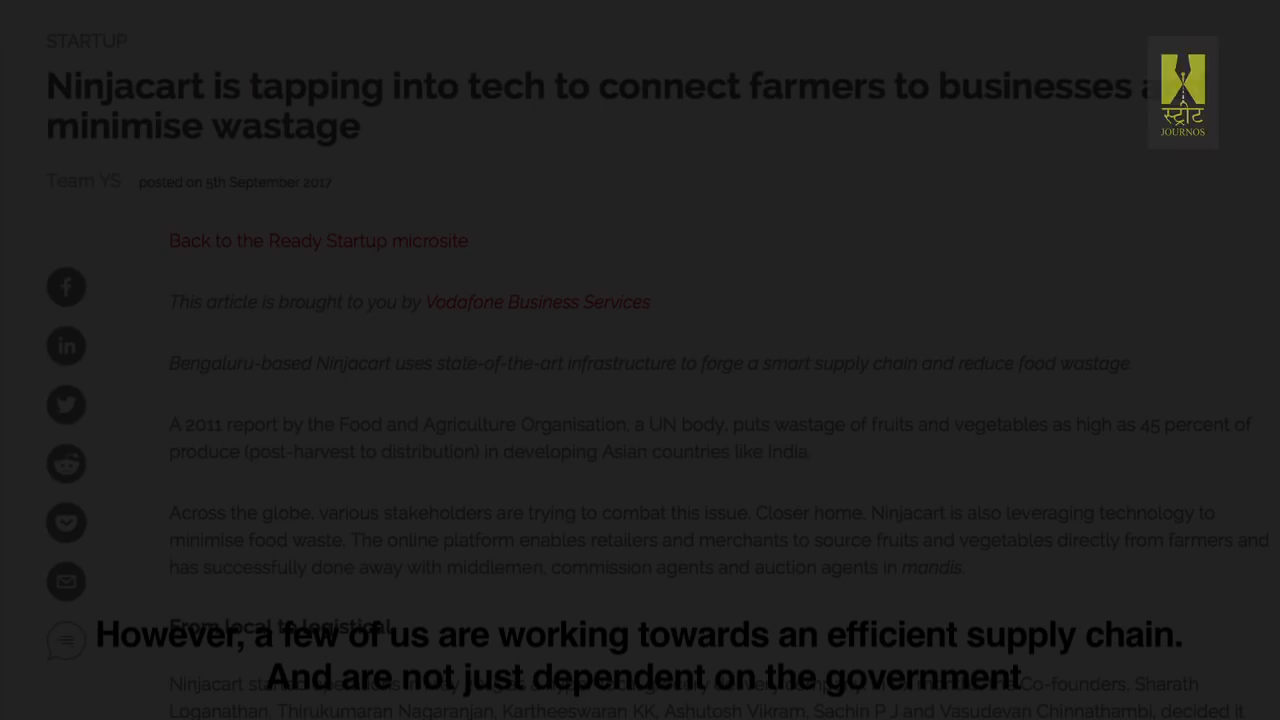 STARTUP
Ninjacart is tapping into tech to connect farmers to businesses
minimise wastage
Team YS posted on 5th September 2017
Back to the Ready Startup microsite
This article is brought to you by Vodafone Business Services
Bengaluru-based Ninjacart uses state-of-the-art infrastructure to forge a smart supply chain and reduce food wastage.
A 2011 report by the Food and Agriculture Organisation, a UN body, puts wastage of fruits and vegetables as high as 45 percent of
produce (post-harvest to distribution) in developing Asian countries like India.
Across the globe, various stakeholders are trying to combat this issue. Closer home, Ninjacart is also leveraging technology to
minimise food waste. The online platform enables retailers and merchants to source fruits and vegetables directly from farmers and
has successfully done away with middlemen, commission agents and auction agents in mandis.
From local to logistical
However, a few of us are working towards an efficient supply chain.
And are not just dependent on the government
Ninjacart Co-founders, Sharath
Loganathan, Thirukumaran Nagarajan, Kartheeswaran KK, Ashutosh Vikram, Sachin P J and Vasudevan Chinnathambi, decided it
स्ट्रीट
JOURNOS